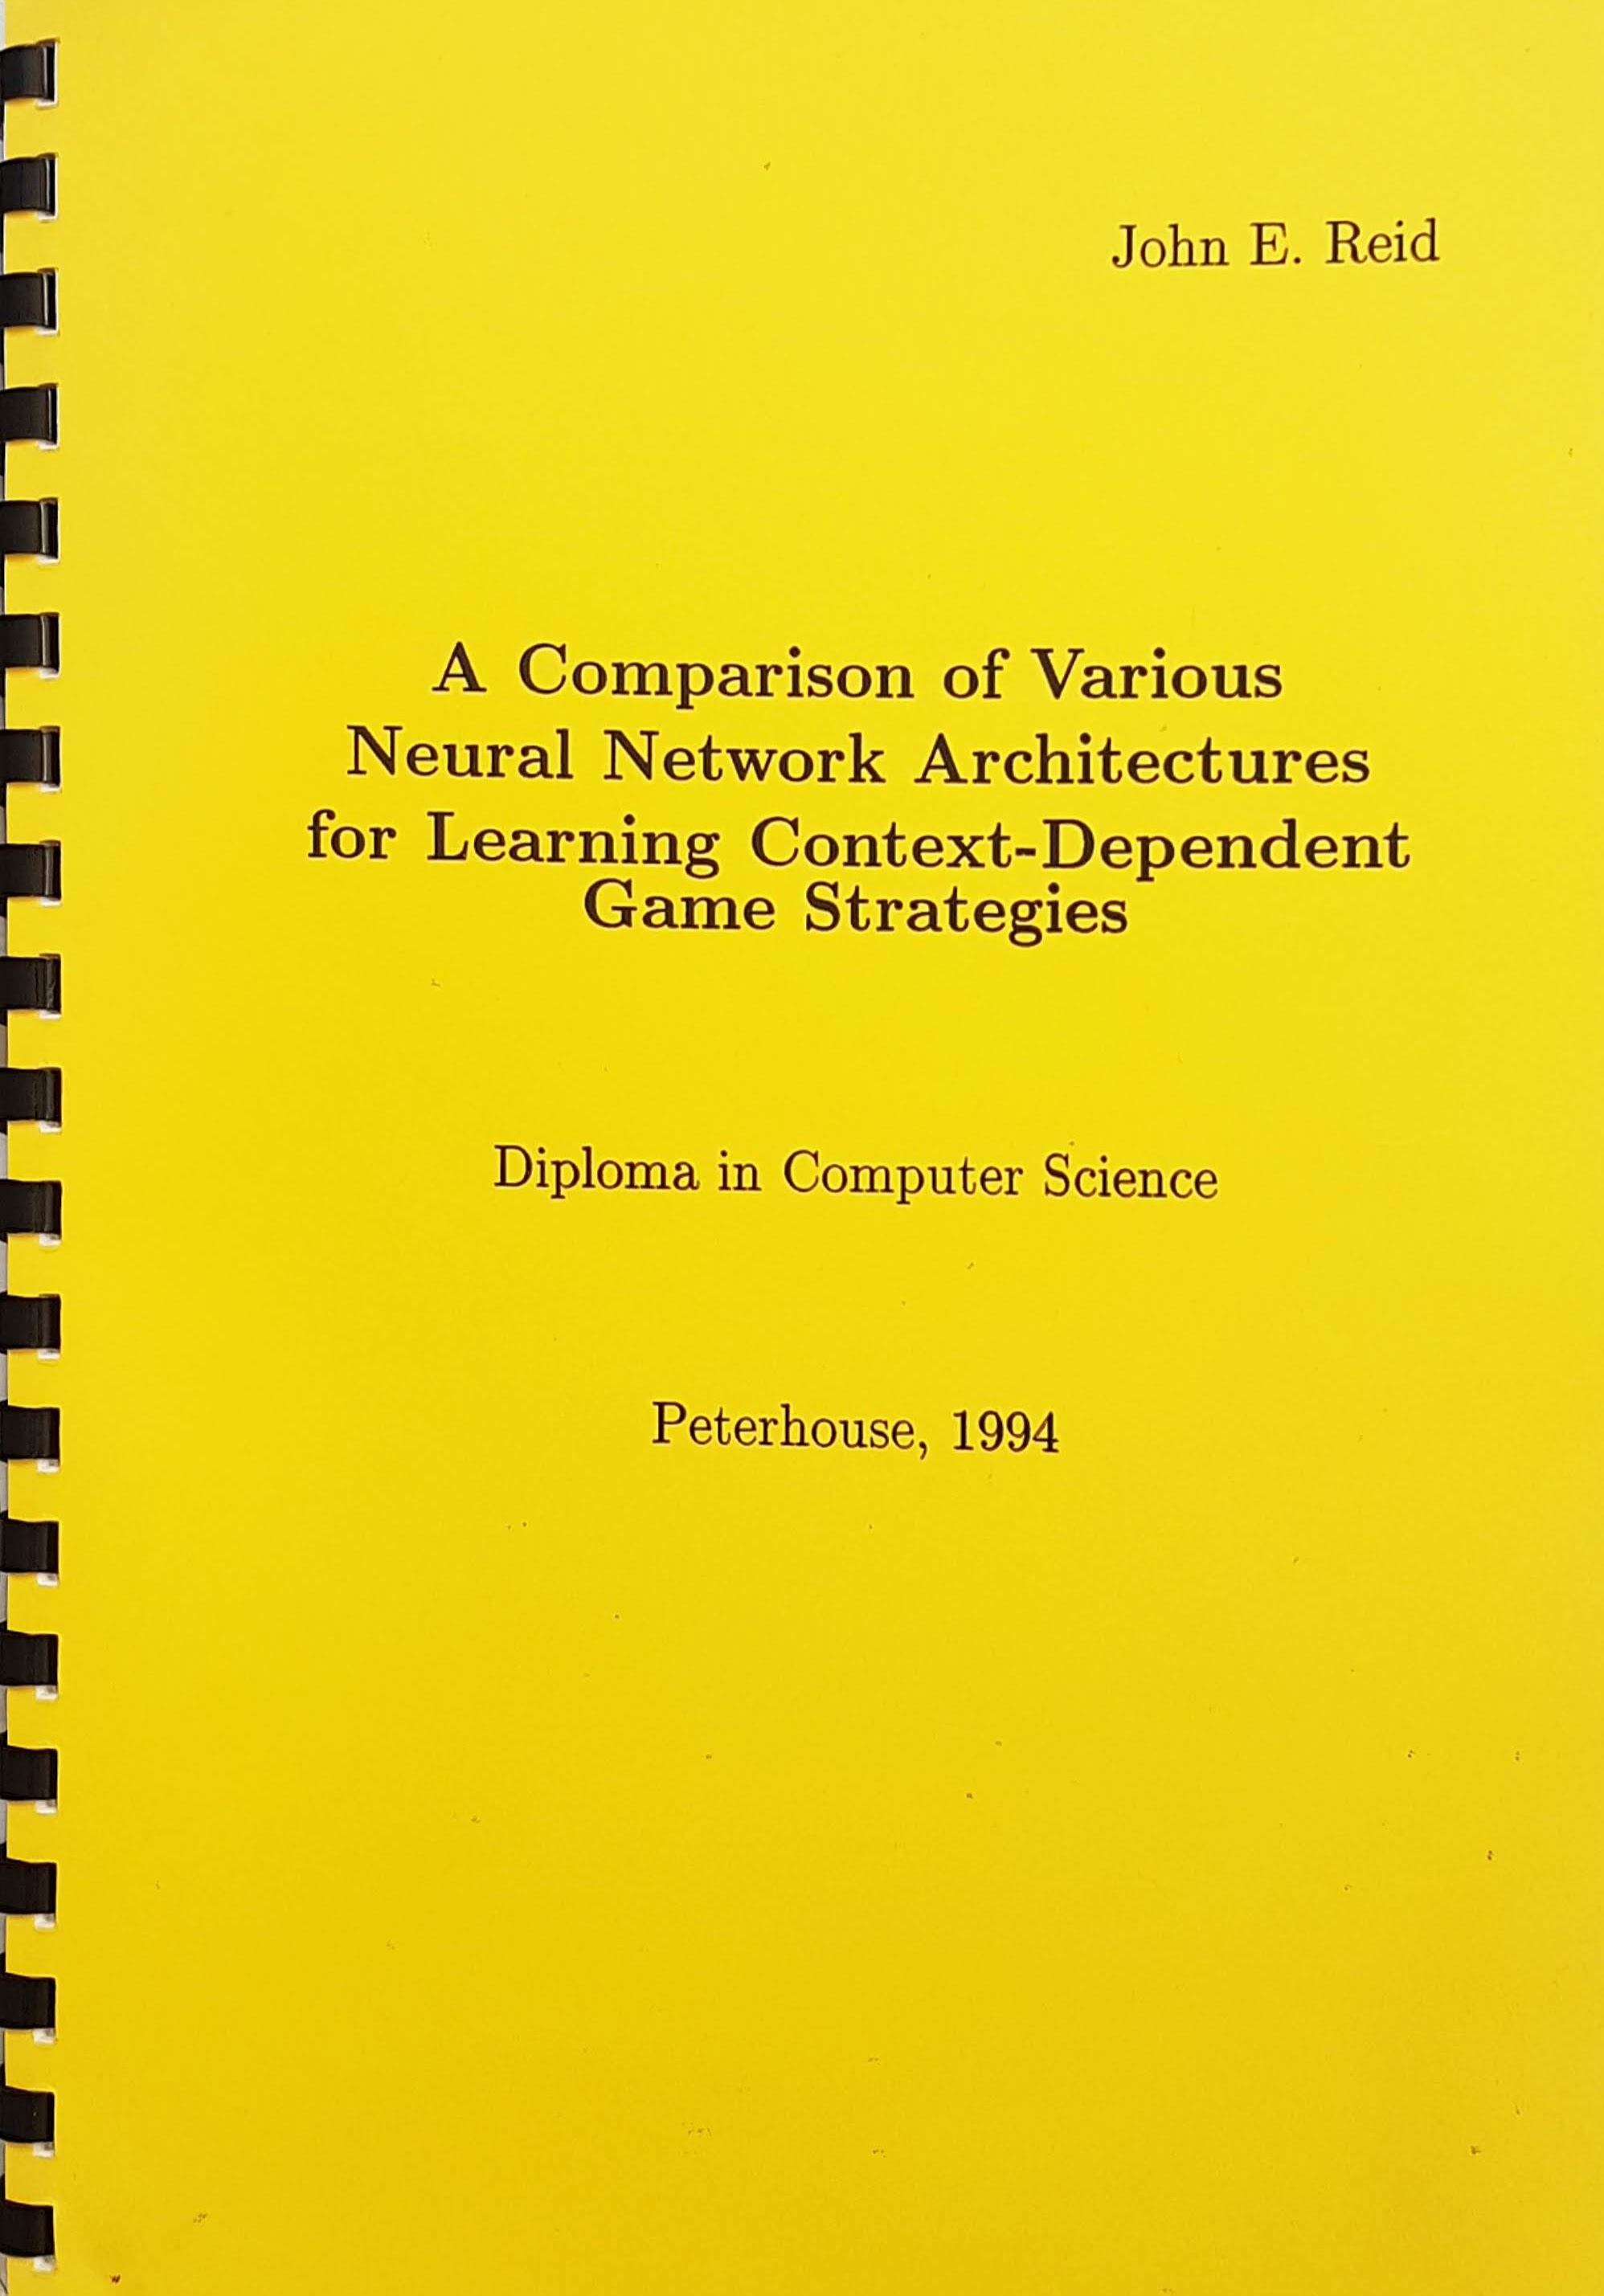 John E. Reid
A Comparison of Various
Neural Network Architectures
for Learning Context-Dependent
Game Strategies
Diploma in Computer Science
Peterhouse, 1994